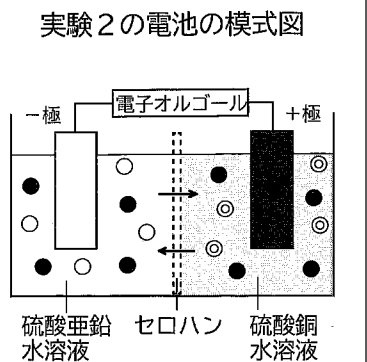 実験2の電池の模式図
電子オルゴール
−極
+極
硫酸亜鉛
水溶液
セロハン
硫酸銅
水溶液